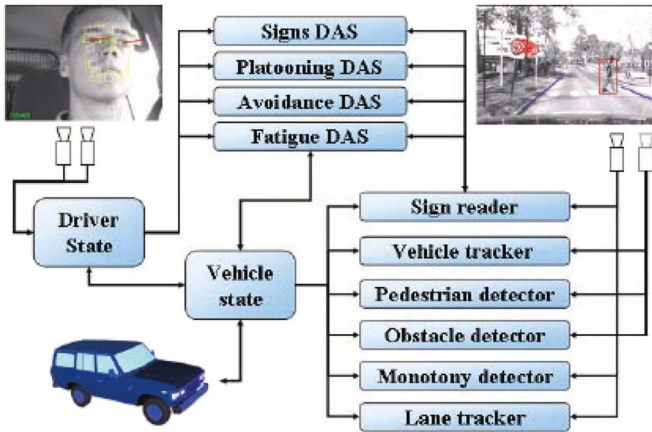 Signs DAS
Platooning DAS
Avoidance DAS
Fatigue DAS
Driver
State
Vehicle
state
Sign reader
Vehicle tracker
Pedestrian detector
Obstacle detector
Monotony detector
Lane tracker